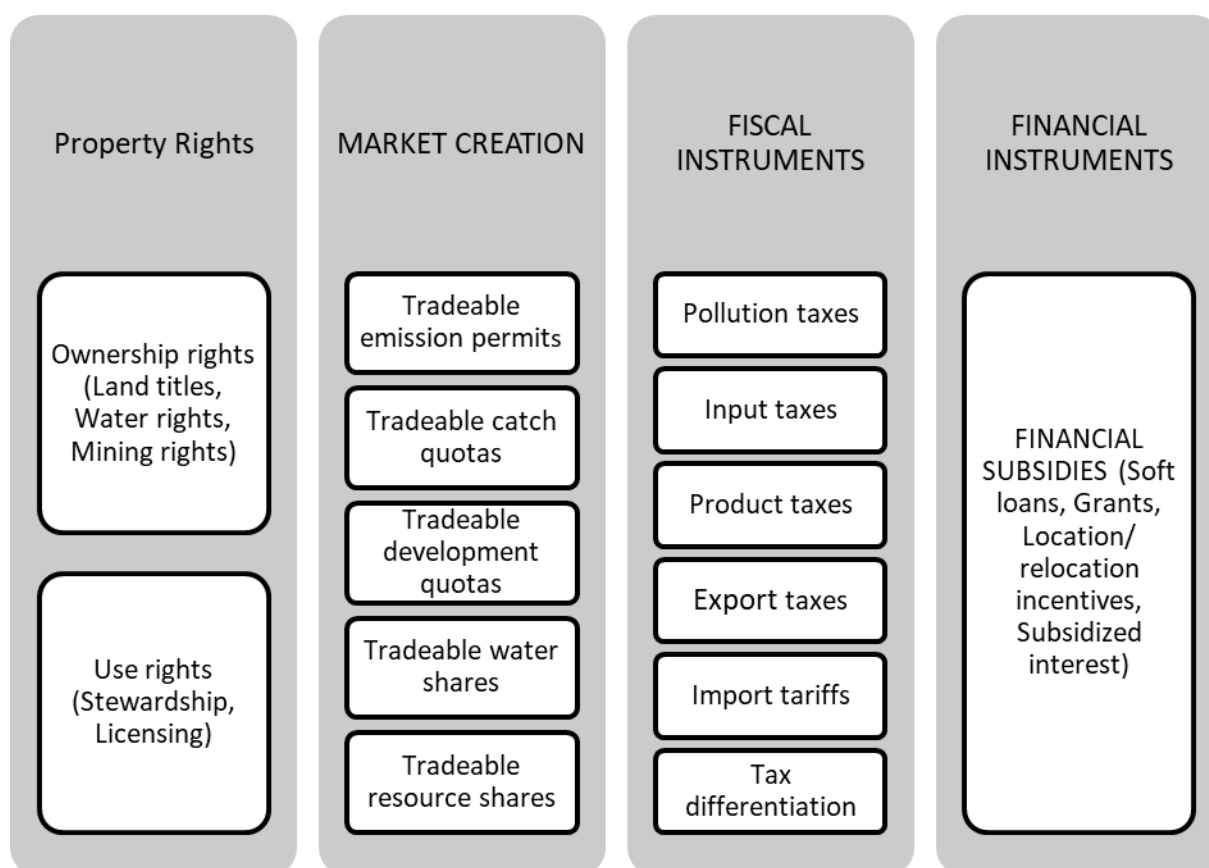 Property Rights
Ownership rights
(Land titles,
Water rights,
Mining rights)
Use rights
(Stewardship,
Licensing)
MARKET CREATION
Tradeable
emission permits
Tradeable catch
quotas
Tradeable
development
quotas
Tradeable water
shares
Tradeable
resource shares
FISCAL
INSTRUMENTS
Pollution taxes
Input taxes
Product taxes
Export taxes
Import tariffs
Tax
differentiation
FINANCIAL
INSTRUMENTS
FINANCIAL
SUBSIDIES (Soft
loans, Grants,
Location/
relocation
incentives,
Subsidized
interest)